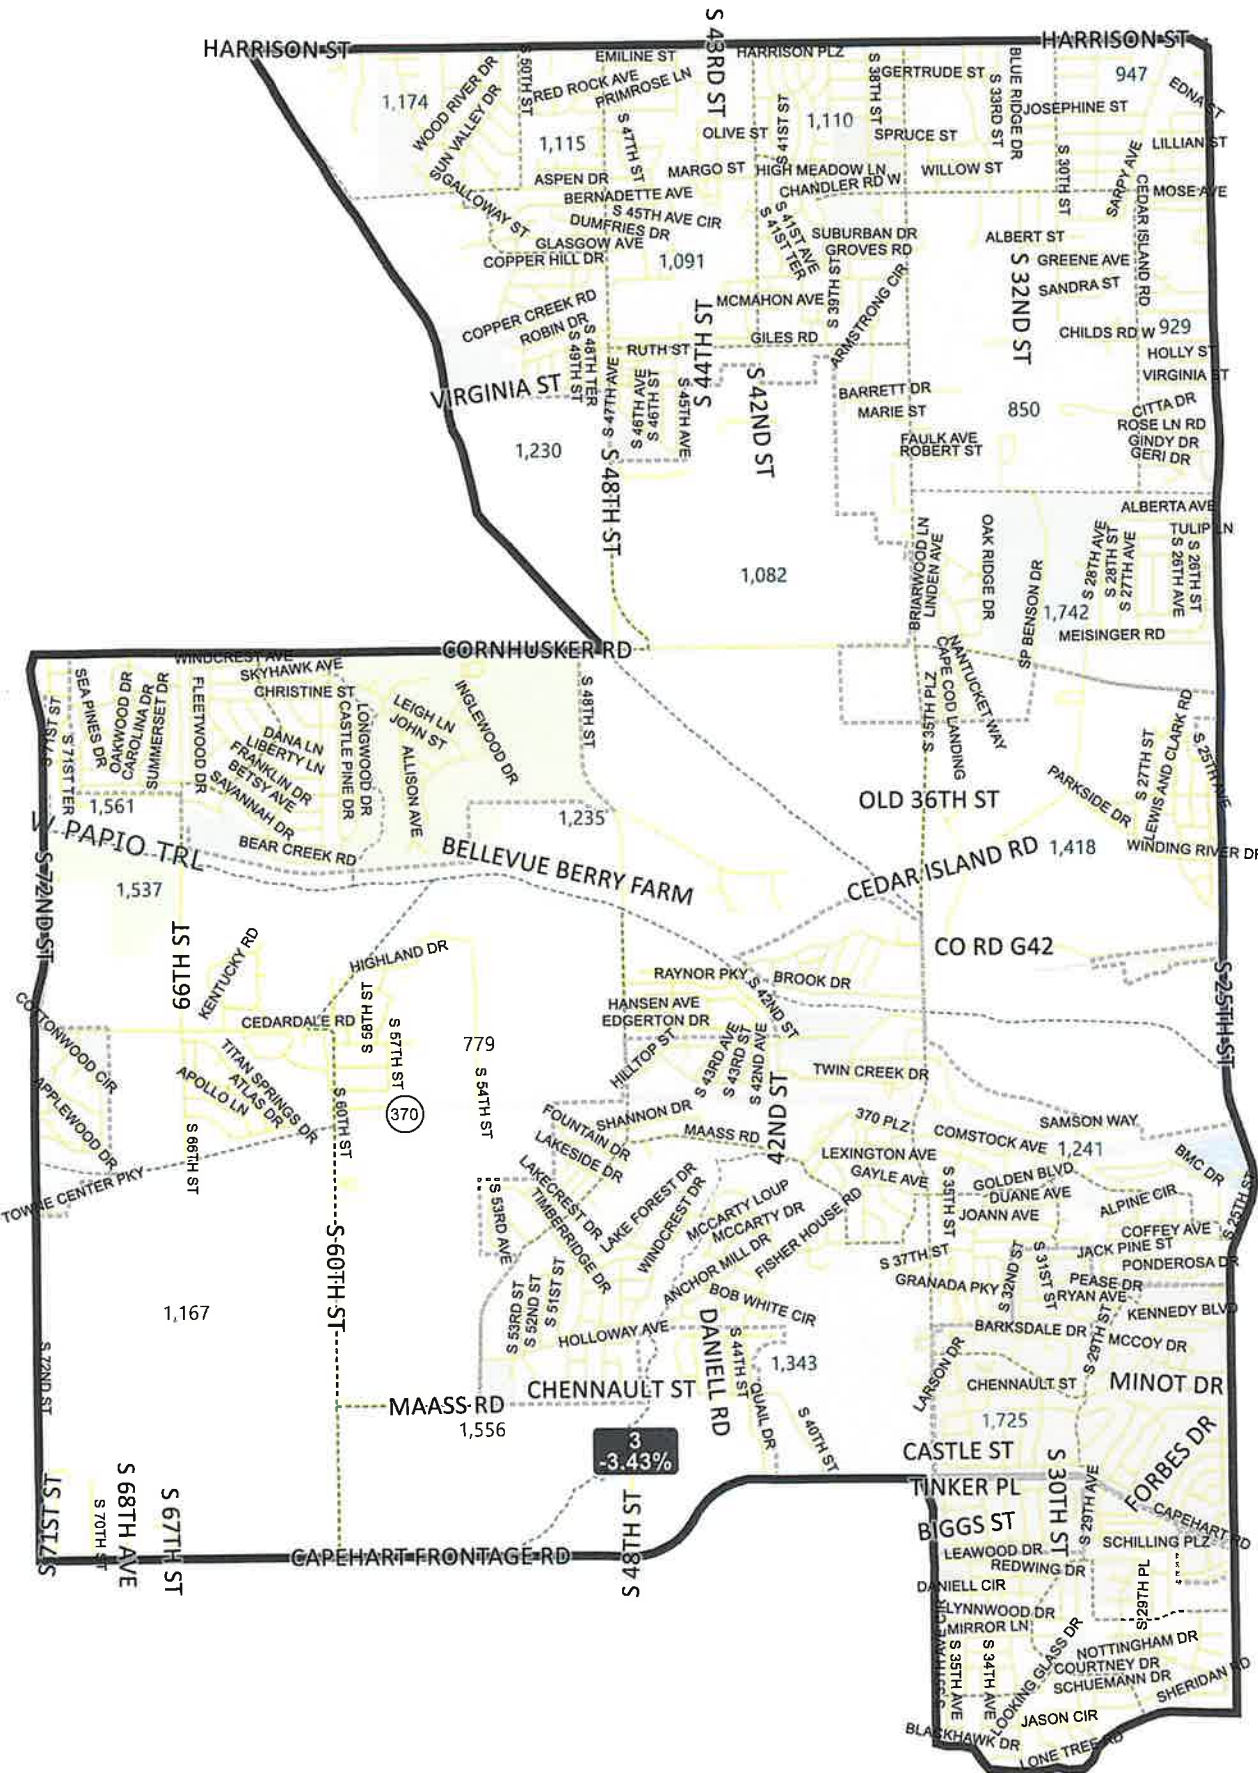 HARRISON ST
S 43RD ST
HARRISON ST
WOOD RIVER DR
SUN VALLEY DR
1,174
S 50TH ST
EMILINE ST
RED ROCK AVE
PRIMROSE LN
1,115
S 47TH ST
HARRISON PLZ
S 41ST ST
1,110
OLIVE ST
S 38TH ST
GERTRUDE ST
S 33RD ST
BLUE RIDGE DR
947
EDNA ST
JOSEPHINE ST
SPRUCE ST
LILLIAN ST
MARGO ST
HIGH MEADOW LN
CHANDLER RD W
WILLOW ST
S 30TH ST
SARPY AVE
MOSE AVE
CEDAR ISLAND RD
ASPEN DR
BERNADETTE AVE
S 45TH AVE CIR
DUMFRIES DR
GLASGOW AVE
COPPER HILL DR
S GALLOWAY ST
1,091
S 41ST AVE
S 41ST TER
SUBURBAN DR
GROVES RD
S 39TH ST
ARMSTRONG CIR
ALBERT ST
GREENE AVE
SANDRA ST
S 32ND ST
CHILDS RD W
929
HOLLY ST
VIRGINIA ST
COPPER CREEK RD
ROBIN DR
S 48TH TER
S 49TH ST
S 44TH ST
MCMAHON AVE
GILES RD
RUTH ST
VIRGINIA ST
S 47TH AVE
S 46TH AVE
S 46TH ST
S 45TH AVE
S 42ND ST
BARRETT DR
MARIE ST
850
CITTA DR
ROSE LN RD
GINDY DR
GERI DR
1,230
S 48TH ST
FAULK AVE
ROBERT ST
ALBERTA AVE
TULIP LN
1,082
BRIARWOOD LN
LINDEN AVE
OAK RIDGE DR
SP BENSON DR
1,742
S 28TH AVE
S 28TH ST
S 27TH AVE
S 26TH AVE
S 26TH ST
MEISINGER RD
CORNHUSKER RD
WINDCREST AVE
SKYHAWK AVE
CHRISTINE ST
S 71ST ST
S 71ST TER
SEA PINES DR
OAKWOOD DR
CAROLINA DR
SUMMERSET DR
FLEETWOOD DR
DANA LN
LIBERTY LN
FRANKLIN DR
BETSY AVE
SAVANNAH DR
CASTLE PINE DR
LONGWOOD DR
LEIGH LN
JOHN ST
ALLISON AVE
INGLEWOOD DR
S 48TH ST
S 35TH PLZ
CAPE COD LANDING
NANTUCKET WAY
S 27TH ST
LEWIS AND CLARK RD
S 25TH AVE
PARKSIDE DR
OLD 36TH ST
1,561
1,235
W PAPIO TRL
BEAR CREEK RD
BELLEVUE BERRY FARM
CEDAR ISLAND RD
1,418
WINDING RIVER DR
1,537
S 72ND ST
66TH ST
KENTUCKY RD
HIGHLAND DR
CO RD G42
S 25TH ST
RAYNOR PKY
S 42ND ST
BROOK DR
HANSEN AVE
EDGERTON DR
COTTONWOOD CIR
CEDARDALE RD
S 58TH ST
S 57TH ST
779
HILLTOP ST
S 43RD AVE
S 43RD ST
S 42ND AVE
APPLEWOOD DR
TITAN SPRINGS DR
ATLAS DR
APOLLO LN
S 60TH ST
370
S 54TH ST
TWIN CREEK DR
42ND ST
FOUNTAIN DR
SHANNON DR
LAKESIDE DR
MAASS RD
370 PLZ
COMSTOCK AVE
SAMSON WAY
1,241
BMC DR
S 66TH ST
TOWNE CENTER PKY
LAKECREST DR
TIMBERRIDGE DR
LAKE FOREST DR
WINDCREST DR
S 53RD AVE
MCCARTY LOUP
MCCARTY DR
ANCHOR MILL DR
FISHER HOUSE RD
LEXINGTON AVE
GAYLE AVE
S 35TH ST
GOLDEN BLVD
DUANE AVE
JOANN AVE
ALPINE CIR
S 25TH ST
COFFEY AVE
JACK PINE ST
PONDEROSA DR
S 60TH ST
S 53RD ST
S 52ND ST
S 51ST ST
BOB WHITE CIR
S 37TH ST
GRANADA PKY
S 32ND ST
S 31ST ST
PEASE DR
RYAN AVE
KENNEDY BLVD
1,167
HOLLOWAY AVE
DANIELL RD
S 44TH ST
1,343
BARKSDALE DR
S 29TH ST
MCCOY DR
S 72ND ST
CHENNAULT ST
QUAIL DR
LARSON DR
CHENNAULT ST
MINOT DR
MAASS RD
1,556
3
-3.43%
S 40TH ST
1,725
CASTLE ST
FORBES DR
S 71ST ST
S 70TH ST
S 68TH AVE
S 67TH ST
S 48TH ST
TINKER PL
S 30TH ST
S 29TH AVE
BIGGS ST
CAPEHART RD
CAPEHART FRONTAGE RD
LEAWOOD DR
REDWING DR
SCHILLING PLZ
DANIELL CIR
S 29TH PL
LYNNWOOD DR
MIRROR LN
S 35TH AVE
S 34TH AVE
LOOKING GLASS DR
NOTTINGHAM DR
COURTNEY DR
SCHUEMANN DR
SHERIDAN RD
JASON CIR
BLACKHAWK DR
LONE TREE RD